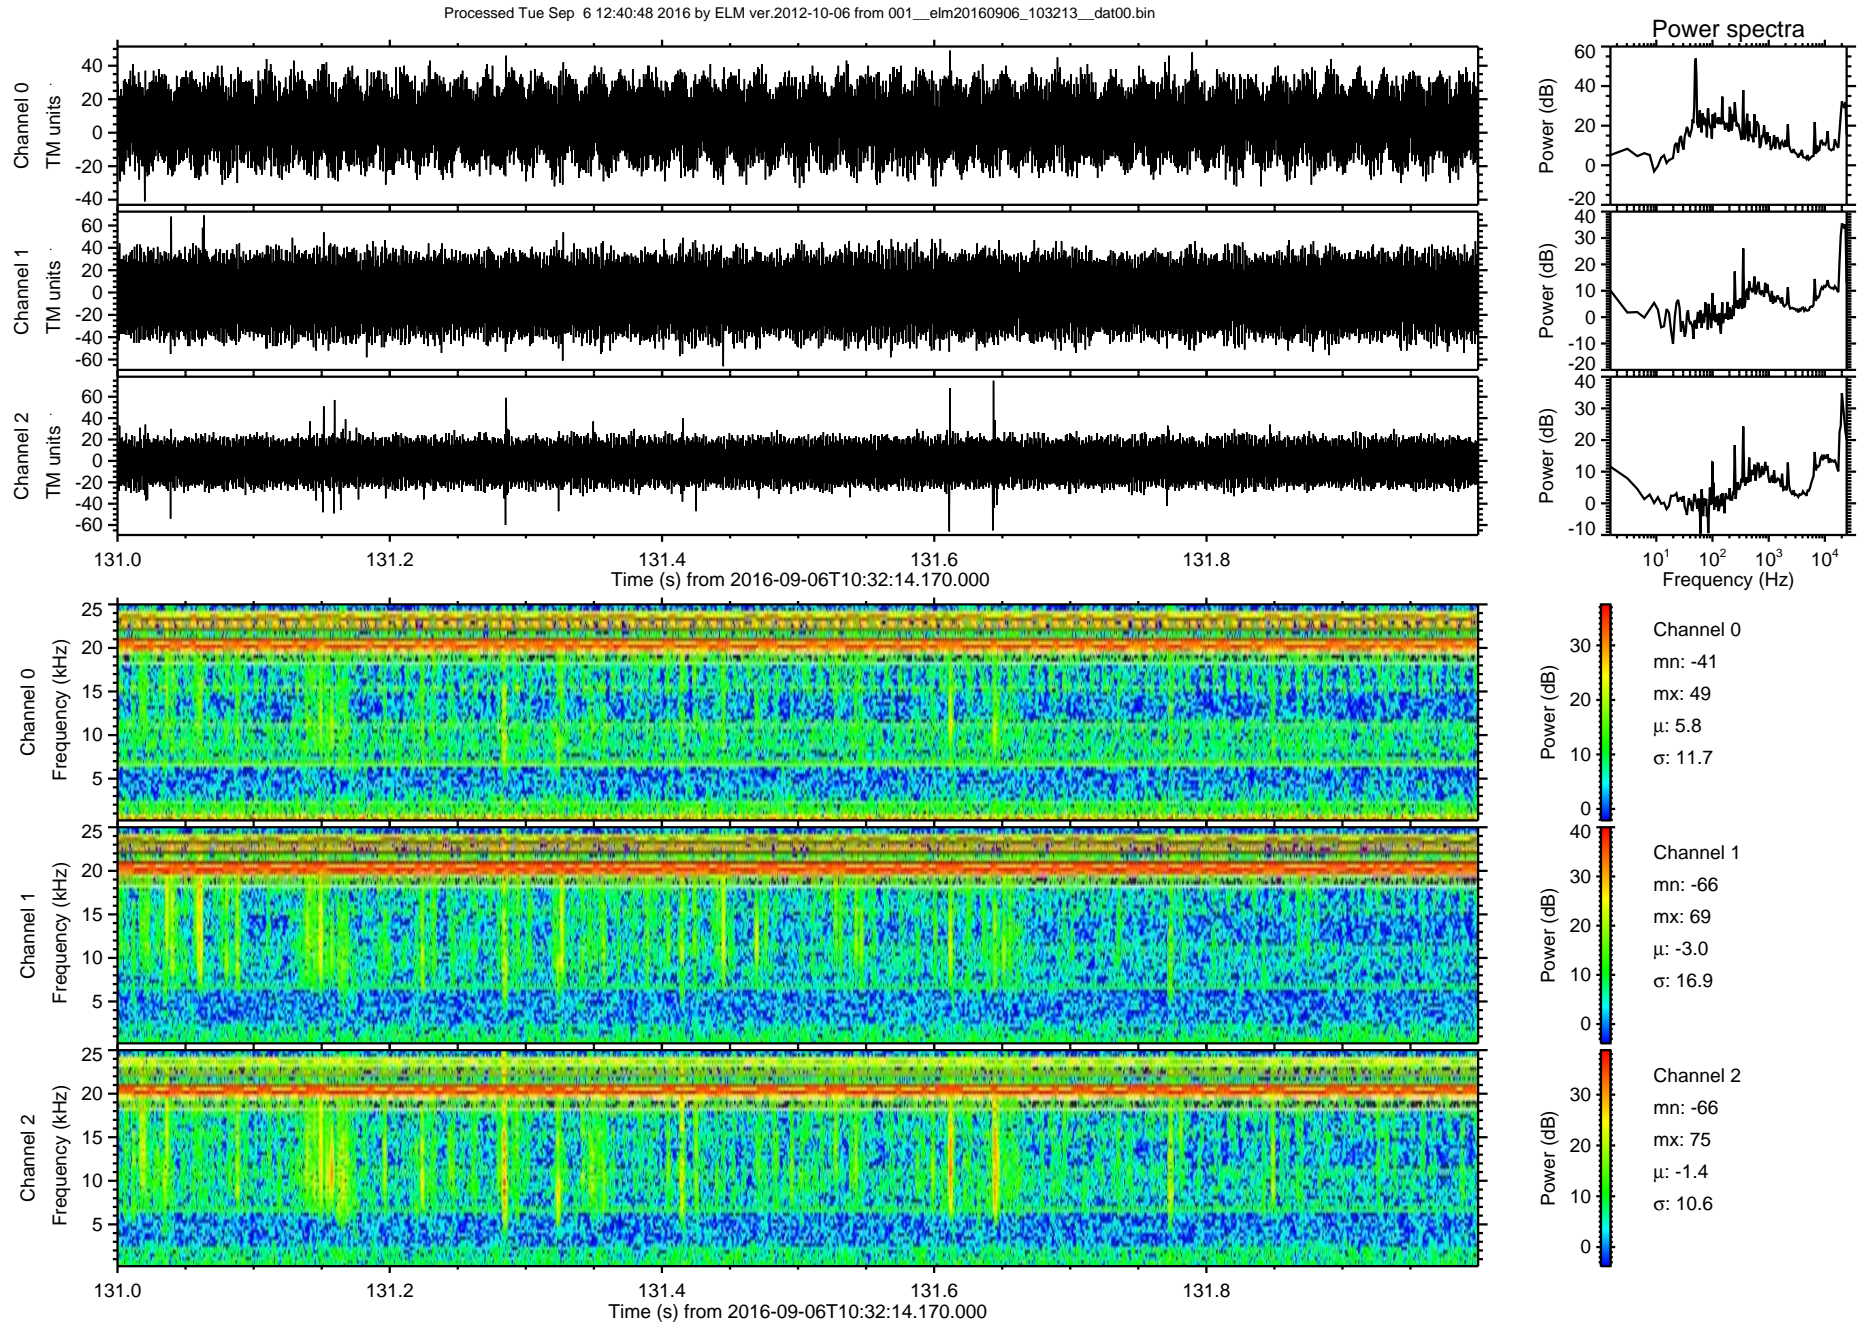 Processed Tue Sep 6 12:40:48 2016 by ELM ver.2012-10-06 from 001__elm20160906_103213__dat00.bin
Power spectra
Channel 0
TM units
40
20
0
-20
-40
Power (dB)
60
40
20
0
-20
Channel 1
TM units
60
40
20
0
-20
-40
-60
Power (dB)
40
30
20
10
0
-10
-20
Channel 2
TM units
60
40
20
0
-20
-40
-60
Power (dB)
40
30
20
10
0
-10
131.0 131.2 131.4 131.6 131.8
Time (s) from 2016-09-06T10:32:14.170.000
10¹ 10² 10³ 10⁴
Frequency (Hz)
Channel 0
Frequency (kHz)
25
20
15
10
5
Power (dB)
30
20
10
0
Channel 0
mn: -41
mx: 49
μ: 5.8
σ: 11.7
Channel 1
Frequency (kHz)
25
20
15
10
5
Power (dB)
40
30
20
10
0
Channel 1
mn: -66
mx: 69
μ: -3.0
σ: 16.9
Channel 2
Frequency (kHz)
25
20
15
10
5
Power (dB)
30
20
10
0
Channel 2
mn: -66
mx: 75
μ: -1.4
σ: 10.6
131.0 131.2 131.4 131.6 131.8
Time (s) from 2016-09-06T10:32:14.170.000